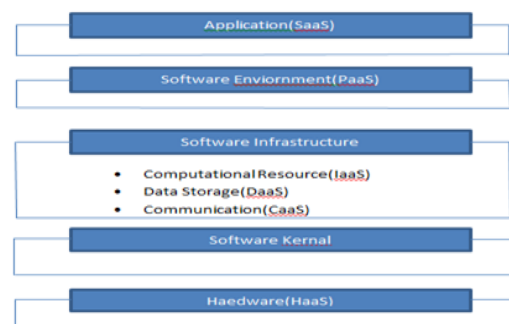 Application(SaaS)
Software Enviornment(PaaS)
Software Infrastructure
• Computational Resource(IaaS)
• Data Storage(DaaS)
• Communication(CaaS)
Software Kernal
Haedware(HaaS)